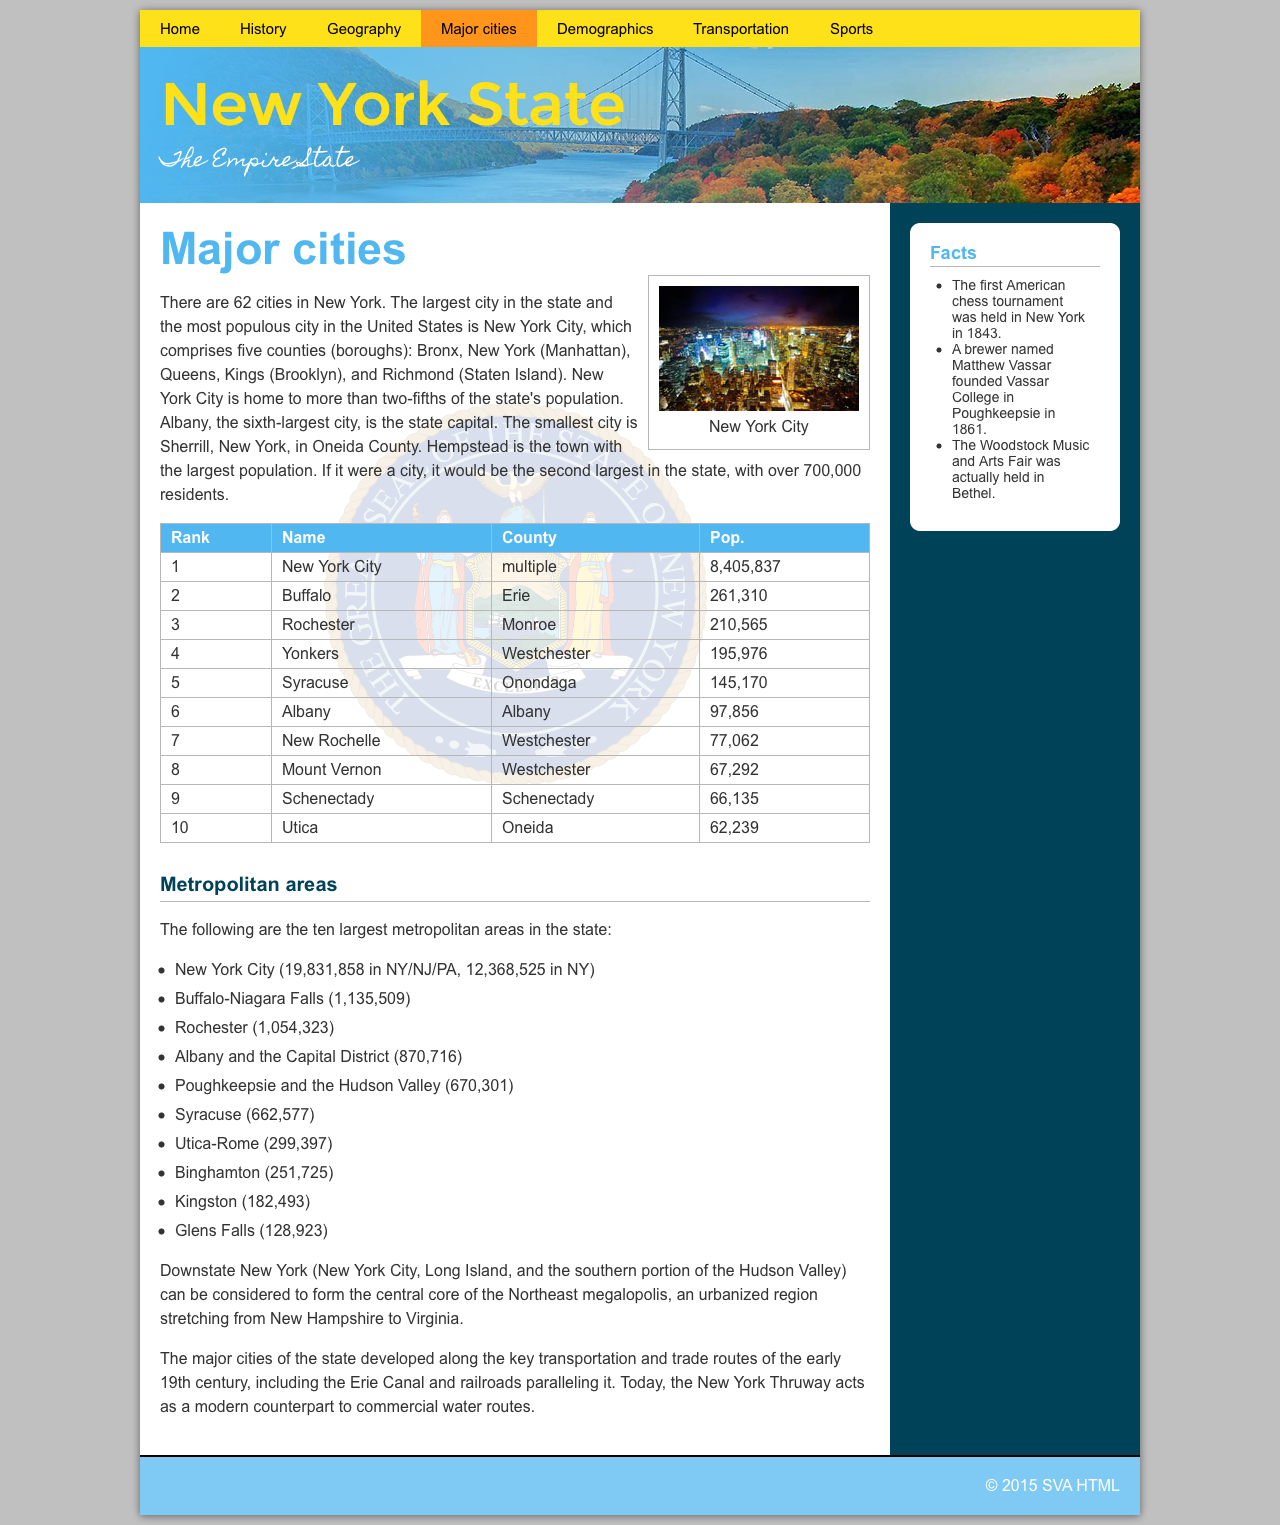 Home History Geography Major cities Demographics Transportation Sports
New York State
The Empire State
Major cities
There are 62 cities in New York. The largest city in the state and
the most populous city in the United States is New York City, which
comprises five counties (boroughs): Bronx, New York (Manhattan),
Queens, Kings (Brooklyn), and Richmond (Staten Island). New
York City is home to more than two-fifths of the state's population.
Albany, the sixth-largest city, is the state capital. The smallest city is
Sherrill, New York, in Oneida County. Hempstead is the town with
the largest population. If it were a city, it would be the second largest in the state, with over 700,000
residents.
New York City
THE GREAT SEAL OF THE STATE OF NEW YORK
EXCELSIOR
Rank Name County Pop.
1 New York City multiple 8,405,837
2 Buffalo Erie 261,310
3 Rochester Monroe 210,565
4 Yonkers Westchester 195,976
5 Syracuse Onondaga 145,170
6 Albany Albany 97,856
7 New Rochelle Westchester 77,062
8 Mount Vernon Westchester 67,292
9 Schenectady Schenectady 66,135
10 Utica Oneida 62,239
Metropolitan areas
The following are the ten largest metropolitan areas in the state:
• New York City (19,831,858 in NY/NJ/PA, 12,368,525 in NY)
• Buffalo-Niagara Falls (1,135,509)
• Rochester (1,054,323)
• Albany and the Capital District (870,716)
• Poughkeepsie and the Hudson Valley (670,301)
• Syracuse (662,577)
• Utica-Rome (299,397)
• Binghamton (251,725)
• Kingston (182,493)
• Glens Falls (128,923)
Downstate New York (New York City, Long Island, and the southern portion of the Hudson Valley)
can be considered to form the central core of the Northeast megalopolis, an urbanized region
stretching from New Hampshire to Virginia.
The major cities of the state developed along the key transportation and trade routes of the early
19th century, including the Erie Canal and railroads paralleling it. Today, the New York Thruway acts
as a modern counterpart to commercial water routes.
Facts
• The first American
chess tournament
was held in New York
in 1843.
• A brewer named
Matthew Vassar
founded Vassar
College in
Poughkeepsie in
1861.
• The Woodstock Music
and Arts Fair was
actually held in
Bethel.
© 2015 SVA HTML